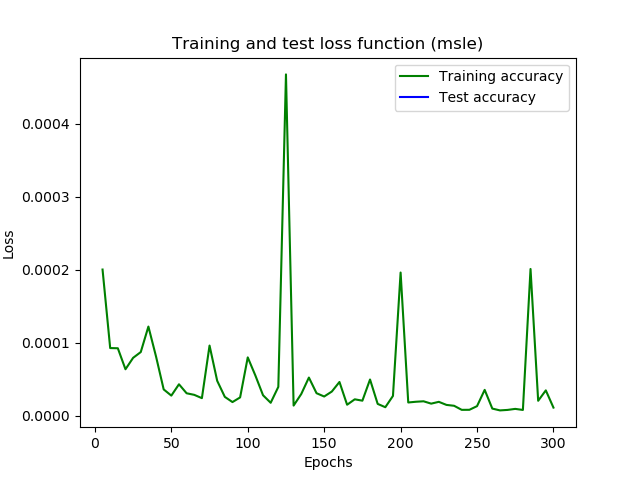 Training and test loss function (msle)
Training accuracy
Test accuracy
0.0004
0.0003
0.0002
0.0001
0.0000
Loss
0 50 100 150 200 250 300
Epochs